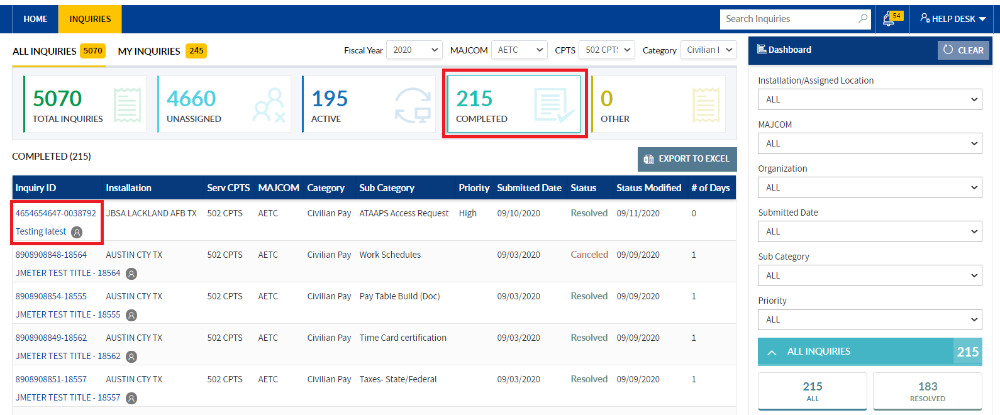 HOME INQUIRIES Search Inquiries 54 HELP DESK
ALL INQUIRIES 5070 MY INQUIRIES 245 Fiscal Year 2020 MAJCOM AETC CPTS 502 CPT Category Civilian
5070 4660 195 215 0
TOTAL INQUIRIES UNASSIGNED ACTIVE COMPLETED OTHER
COMPLETED (215) EXPORT TO EXCEL
Inquiry ID Installation Serv CPTS MAJCOM Category Sub Category Priority Submitted Date Status Status Modified # of Days
4654654647-0038792 JBSA LACKLAND AFB TX 502 CPTS AETC Civilian Pay ATAAPS Access Request High 09/10/2020 Resolved 09/11/2020 0
Testing latest
8908908848-18564 AUSTIN CTY TX 502 CPTS AETC Civilian Pay Work Schedules 09/03/2020 Canceled 09/09/2020 1
JMETER TEST TITLE - 18564
8908908854-18555 AUSTIN CTY TX 502 CPTS AETC Civilian Pay Pay Table Build (Doc) 09/03/2020 Resolved 09/09/2020 1
JMETER TEST TITLE - 18555
8908908849-18562 AUSTIN CTY TX 502 CPTS AETC Civilian Pay Time Card certification 09/03/2020 Resolved 09/09/2020 1
JMETER TEST TITLE - 18562
8908908851-18557 AUSTIN CTY TX 502 CPTS AETC Civilian Pay Taxes- State/Federal 09/03/2020 Resolved 09/09/2020 1
JMETER TEST TITLE - 18557
Dashboard CLEAR
Installation/Assigned Location
ALL
MAJCOM
ALL
Organization
ALL
Submitted Date
ALL
Sub Category
ALL
Priority
ALL
ALL INQUIRIES 215
215 183
ALL RESOLVED